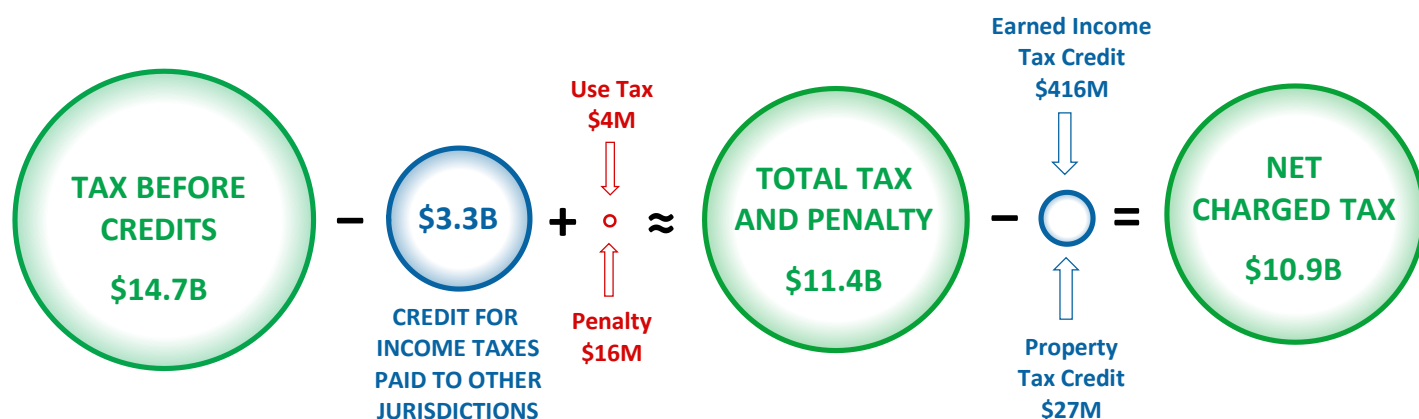 TAX BEFORE
CREDITS
$14.7B
−
$3.3B
CREDIT FOR
INCOME TAXES
PAID TO OTHER
JURISDICTIONS
+
Use Tax
$4M
Penalty
$16M
≈
TOTAL TAX
AND PENALTY
$11.4B
−
Earned Income
Tax Credit
$416M
Property
Tax Credit
$27M
=
NET
CHARGED TAX
$10.9B